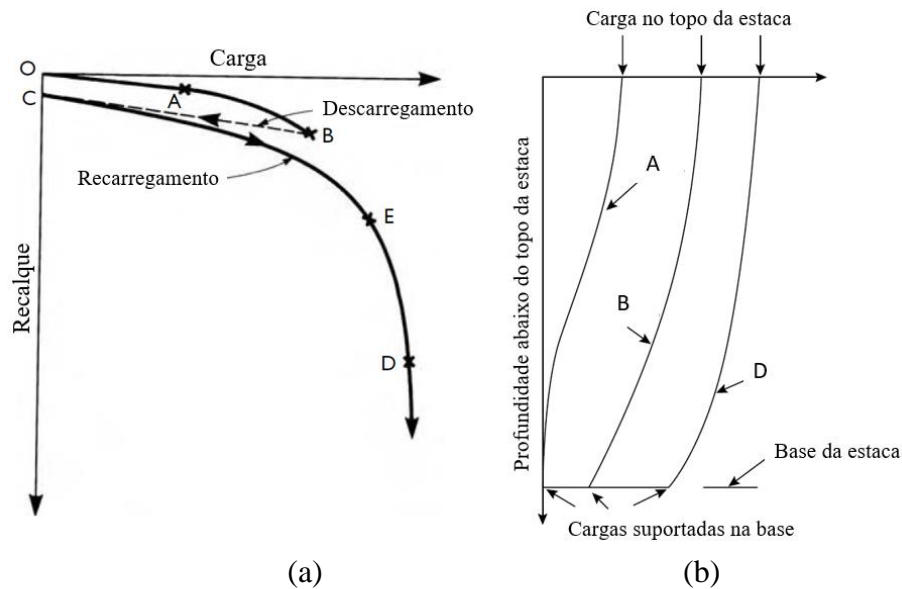 O
Carga
C
A
Descarregamento
B
Recarregamento
E
Recalque
D
(a)
Carga no topo da estaca
Profundidade abaixo do topo da estaca
A
B
D
Base da estaca
Cargas suportadas na base
(b)